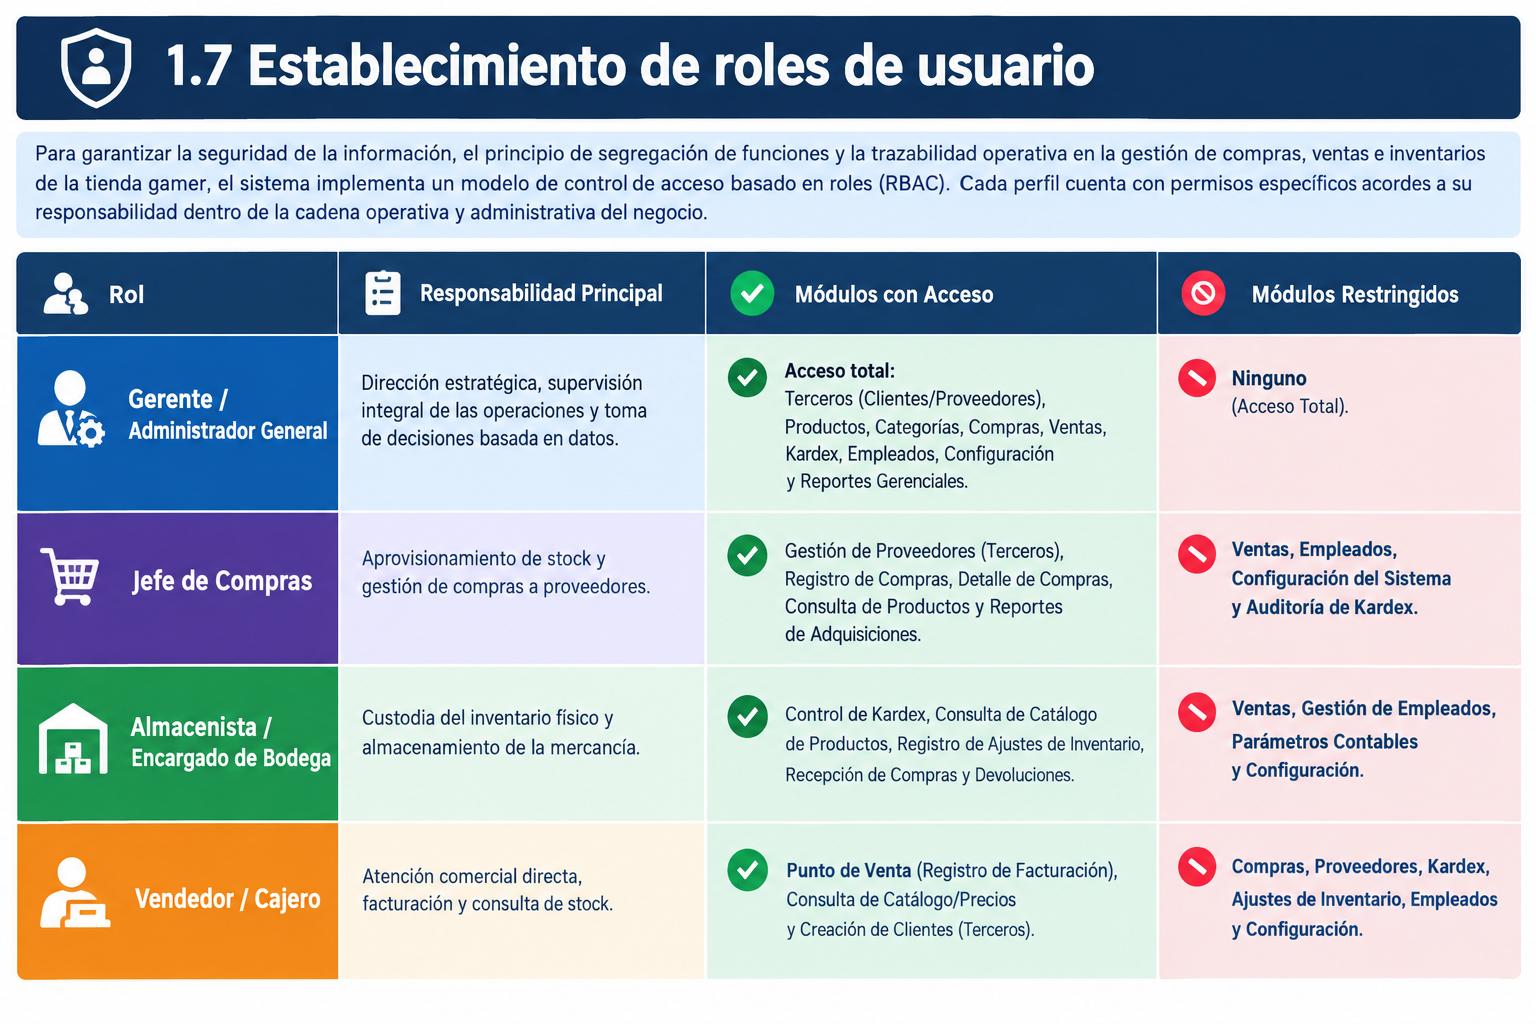 1.7 Establecimiento de roles de usuario
Para garantizar la seguridad de la información, el principio de segregación de funciones y la trazabilidad operativa en la gestión de compras, ventas e inventarios
de la tienda gamer, el sistema implementa un modelo de control de acceso basado en roles (RBAC). Cada perfil cuenta con permisos específicos acordes a su
responsabilidad dentro de la cadena operativa y administrativa del negocio.
Rol
Responsabilidad Principal
Módulos con Acceso
Módulos Restringidos
Gerente /
Administrador General
Dirección estratégica, supervisión
integral de las operaciones y toma
de decisiones basada en datos.
Acceso total:
Terceros (Clientes/Proveedores),
Productos, Categorías, Compras, Ventas,
Kardex, Empleados, Configuración
y Reportes Gerenciales.
Ninguno
(Acceso Total).
Jefe de Compras
Aprovisionamiento de stock y
gestión de compras a proveedores.
Gestión de Proveedores (Terceros),
Registro de Compras, Detalle de Compras,
Consulta de Productos y Reportes
de Adquisiciones.
Ventas, Empleados,
Configuración del Sistema
y Auditoría de Kardex.
Almacenista /
Encargado de Bodega
Custodia del inventario físico y
almacenamiento de la mercancía.
Control de Kardex, Consulta de Catálogo
de Productos, Registro de Ajustes de Inventario,
Recepción de Compras y Devoluciones.
Ventas, Gestión de Empleados,
Parámetros Contables
y Configuración.
Vendedor / Cajero
Atención comercial directa,
facturación y consulta de stock.
Punto de Venta (Registro de Facturación),
Consulta de Catálogo/Precios
y Creación de Clientes (Terceros).
Compras, Proveedores, Kardex,
Ajustes de Inventario, Empleados
y Configuración.